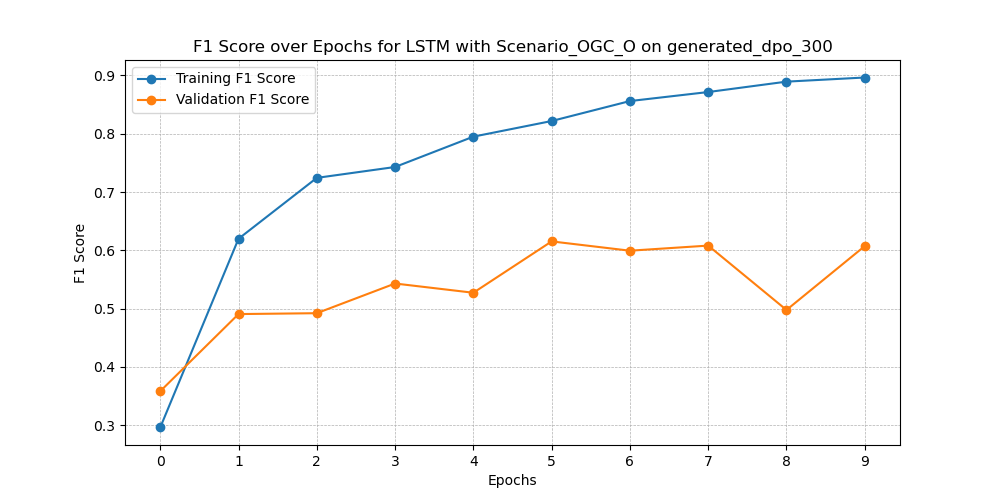 F1 Score over Epochs for LSTM with Scenario_OGC_O on generated_dpo_300
Training F1 Score
Validation F1 Score
F1 Score
0.9
0.8
0.7
0.6
0.5
0.4
0.3
0 1 2 3 4 5 6 7 8 9
Epochs